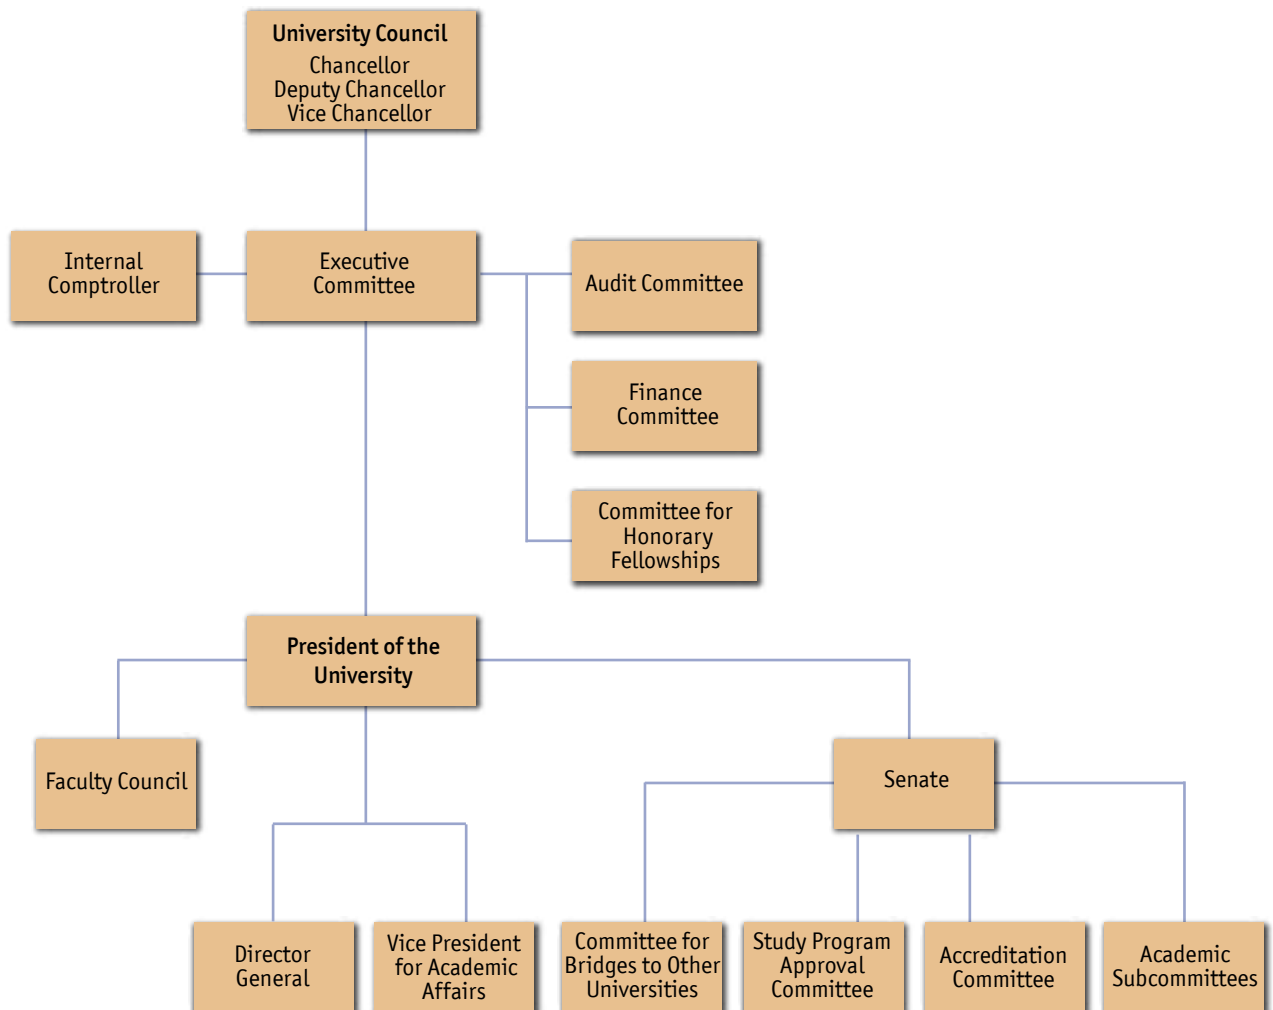 University Council
Chancellor
Deputy Chancellor
Vice Chancellor
Internal
Comptroller
Executive
Committee
Audit Committee
Finance
Committee
Committee for
Honorary
Fellowships
President of the
University
Faculty Council
Senate
Director
General
Vice President
for Academic
Affairs
Committee for
Bridges to Other
Universities
Study Program
Approval
Committee
Accreditation
Committee
Academic
Subcommittees